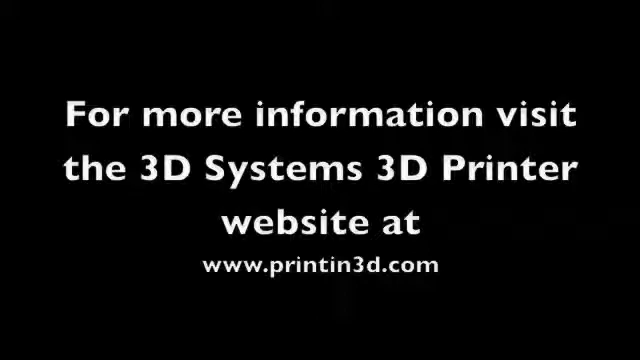 For more information visit
the 3D Systems 3D Printer
website at
www.printin3d.com